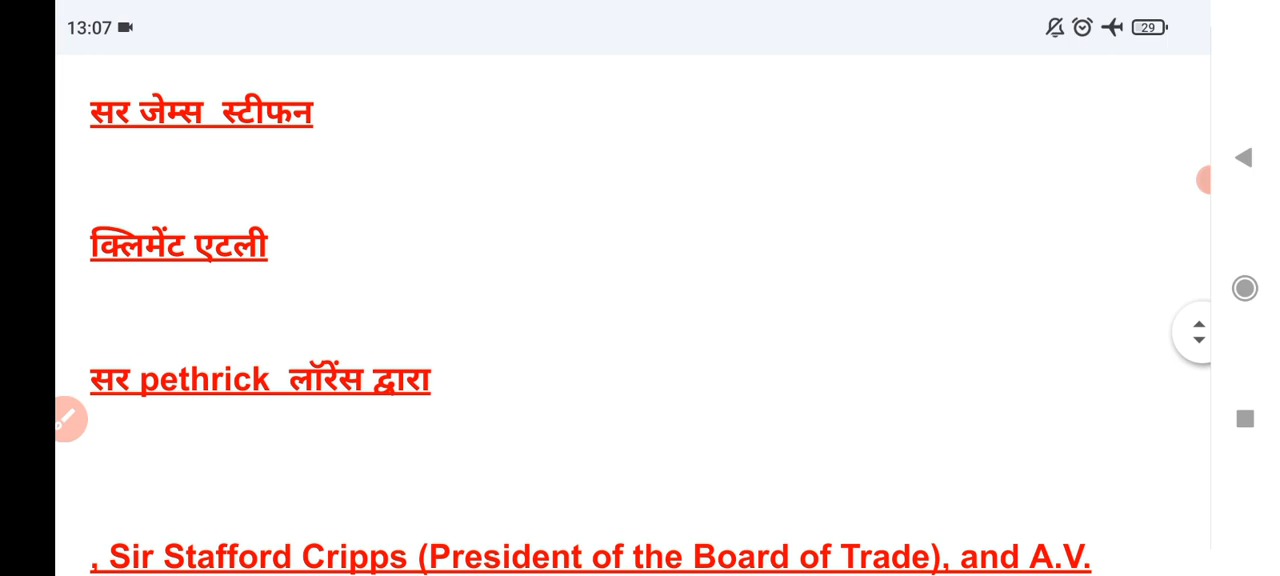 13:07
29
सर जेम्स स्टीफन
क्लिमेंट एटली
सर pethrick लॉरेंस द्वारा
, Sir Stafford Cripps (President of the Board of Trade), and A.V.